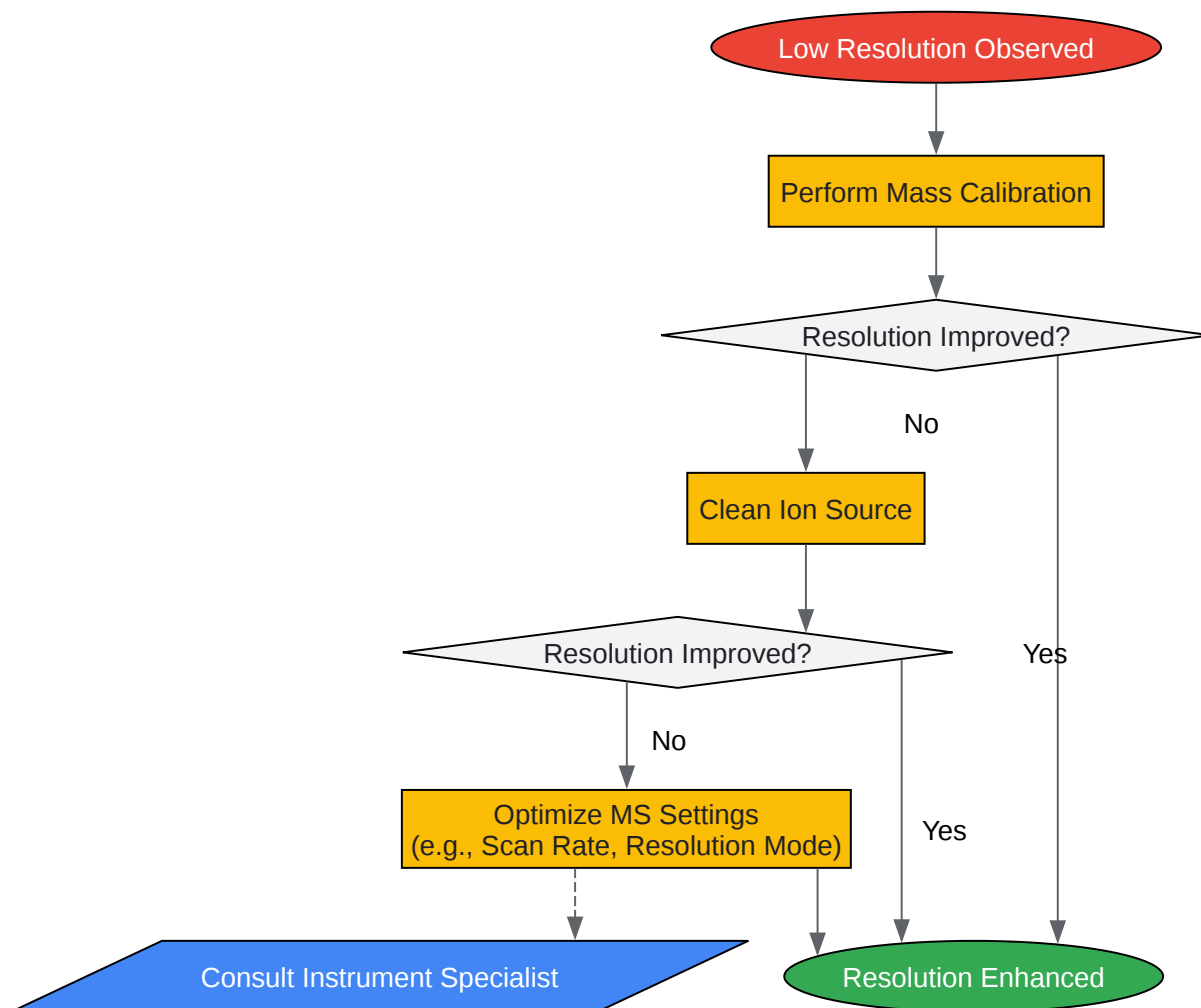 Low Resolution Observed
Perform Mass Calibration
Resolution Improved?
No
Clean Ion Source
Resolution Improved?
Yes
No
Optimize MS Settings
(e.g., Scan Rate, Resolution Mode)
Yes
Consult Instrument Specialist
Resolution Enhanced